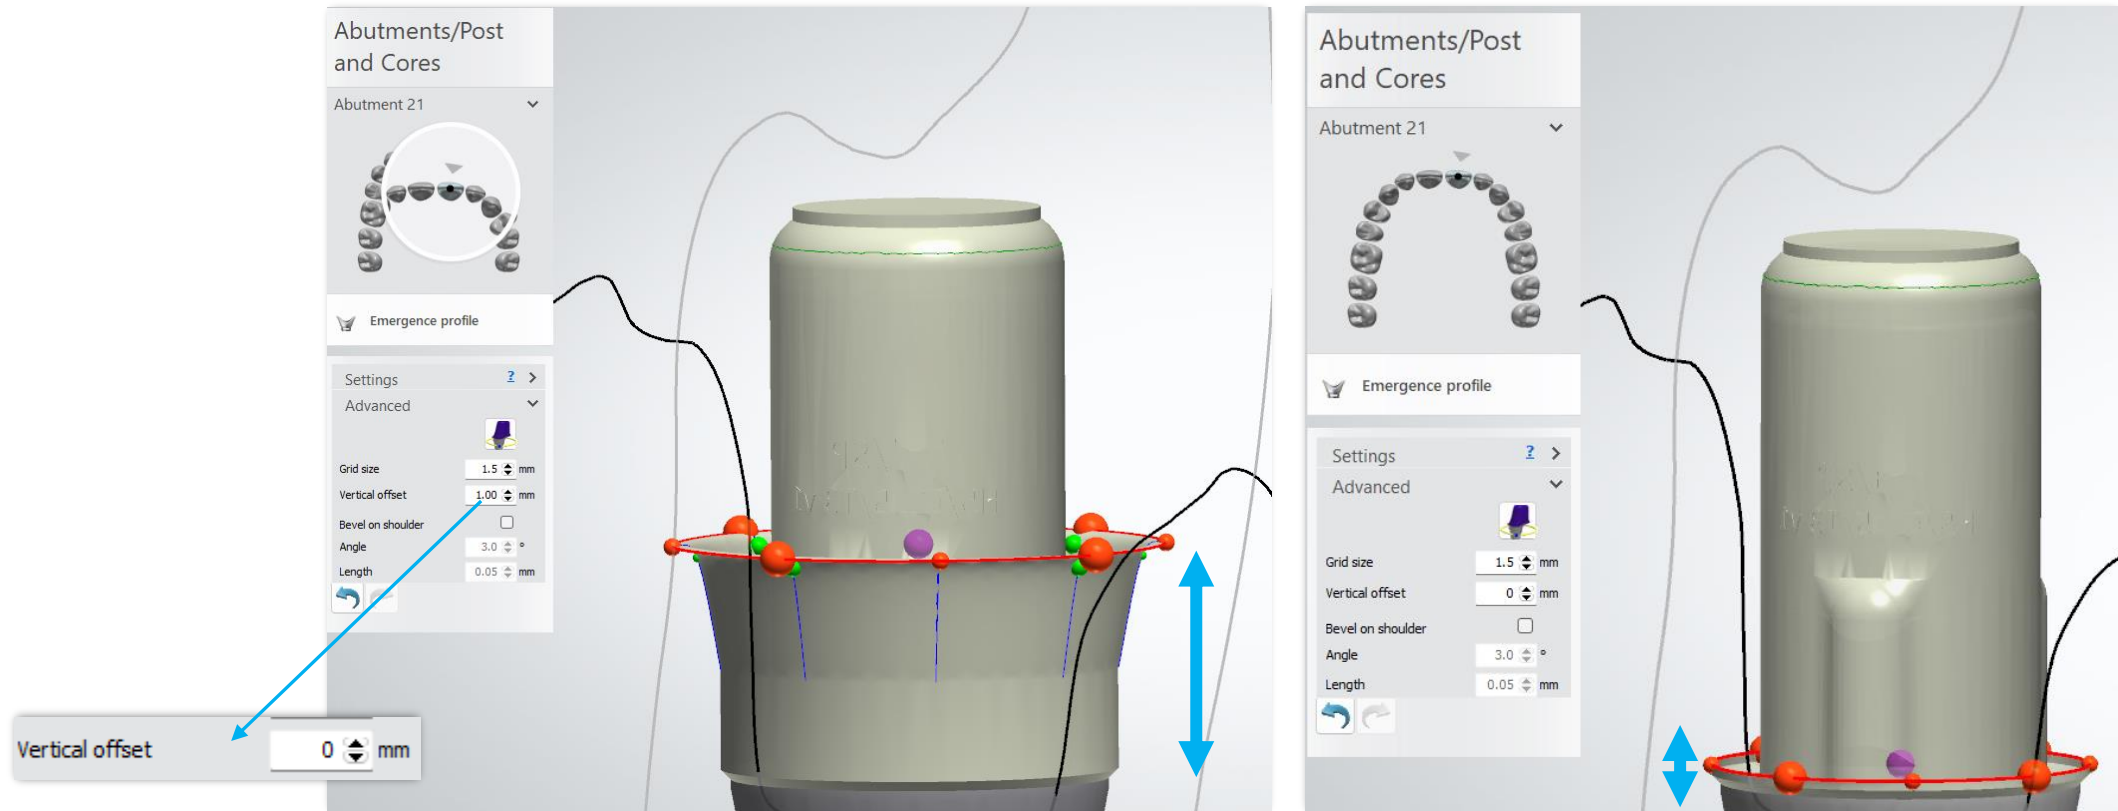 Abutments/Post
and Cores
Abutment 21
Emergence profile
Settings ?
Advanced
Grid size 1.5 mm
Vertical offset 1.00 mm
Bevel on shoulder
Angle 3.0 °
Length 0.05 mm
Vertical offset 0 mm
Abutments/Post
and Cores
Abutment 21
Emergence profile
Settings ?
Advanced
Grid size 1.5 mm
Vertical offset 0 mm
Bevel on shoulder
Angle 3.0 °
Length 0.05 mm